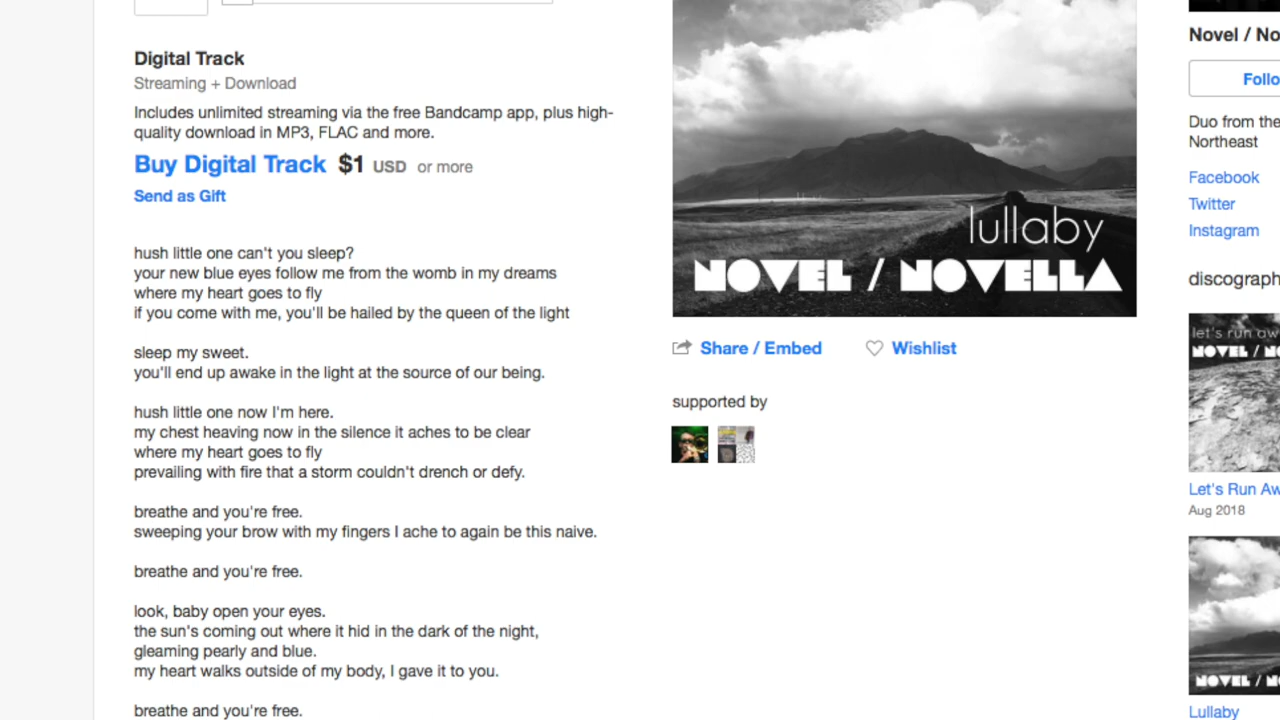 Digital Track
Streaming + Download
Includes unlimited streaming via the free Bandcamp app, plus high-
quality download in MP3, FLAC and more.
Buy Digital Track $1 USD or more
Send as Gift
hush little one can't you sleep?
your new blue eyes follow me from the womb in my dreams
where my heart goes to fly
if you come with me, you'll be hailed by the queen of the light
sleep my sweet.
you'll end up awake in the light at the source of our being.
hush little one now I'm here.
my chest heaving now in the silence it aches to be clear
where my heart goes to fly
prevailing with fire that a storm couldn't drench or defy.
breathe and you're free.
sweeping your brow with my fingers I ache to again be this naive.
breathe and you're free.
look, baby open your eyes.
the sun's coming out where it hid in the dark of the night,
gleaming pearly and blue.
my heart walks outside of my body, I gave it to you.
breathe and you're free.
lullaby
NOVEL / NOVELLA
Share / Embed
Wishlist
supported by
Novel / No
Follo
Duo from the
Northeast
Facebook
Twitter
Instagram
discograph
let's run aw
NOVEL / N
Let's Run Aw
Aug 2018
NOVEL / N
Lullaby